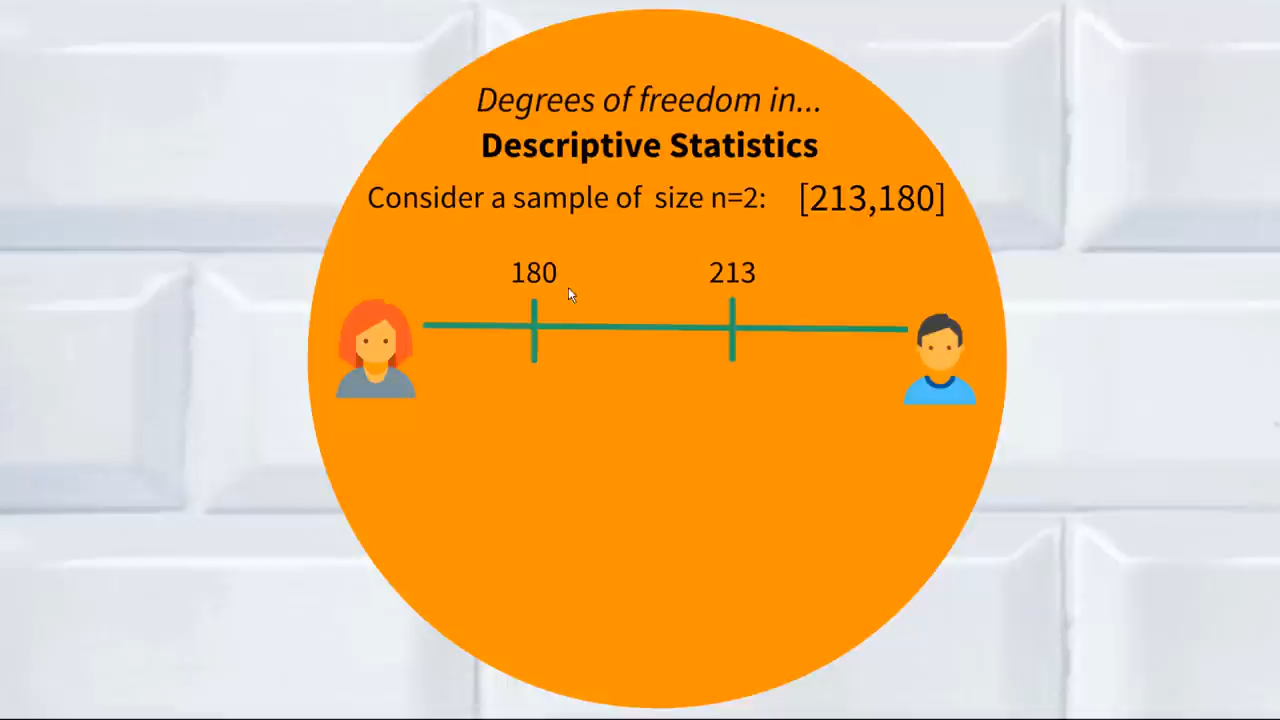 Degrees of freedom in...
Descriptive Statistics
Consider a sample of size n=2: [213,180]
180 213